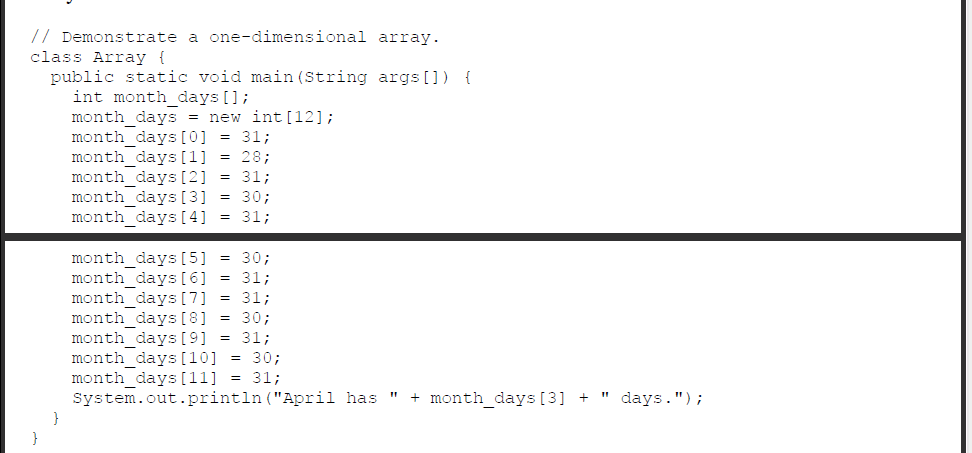 // Demonstrate a one-dimensional array.
class Array {
  public static void main(String args[]) {
    int month_days[];
    month_days = new int[12];
    month_days[0] = 31;
    month_days[1] = 28;
    month_days[2] = 31;
    month_days[3] = 30;
    month_days[4] = 31;
    month_days[5] = 30;
    month_days[6] = 31;
    month_days[7] = 31;
    month_days[8] = 30;
    month_days[9] = 31;
    month_days[10] = 30;
    month_days[11] = 31;
    System.out.println("April has " + month_days[3] + " days.");
  }
}